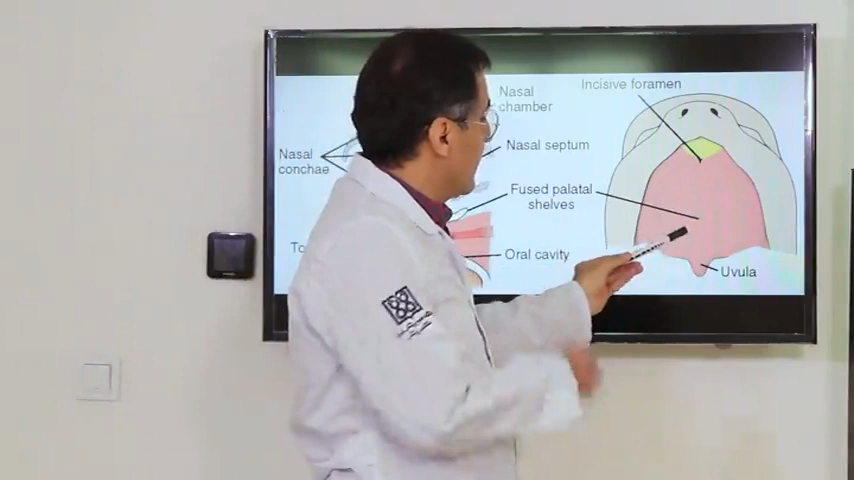 Nasal
chamber
Incisive foramen
Nasal septum
Nasal
conchae
Fused palatal
shelves
Oral cavity
Uvula